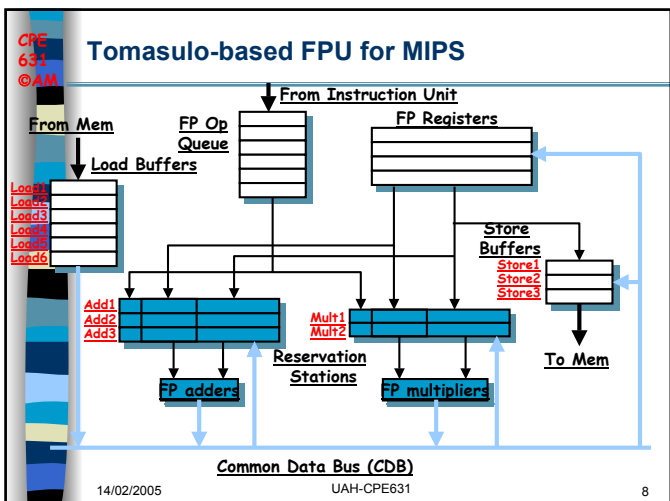 CPE
631
©AM
Tomasulo-based FPU for MIPS
From Instruction Unit
From Mem
FP Op
Queue
FP Registers
Load Buffers
Load1
Load2
Load3
Load4
Load5
Load6
Store
Buffers
Store1
Store2
Store3
Add1
Add2
Add3
Mult1
Mult2
Reservation
Stations
To Mem
FP adders
FP multipliers
Common Data Bus (CDB)
14/02/2005
UAH-CPE631
8